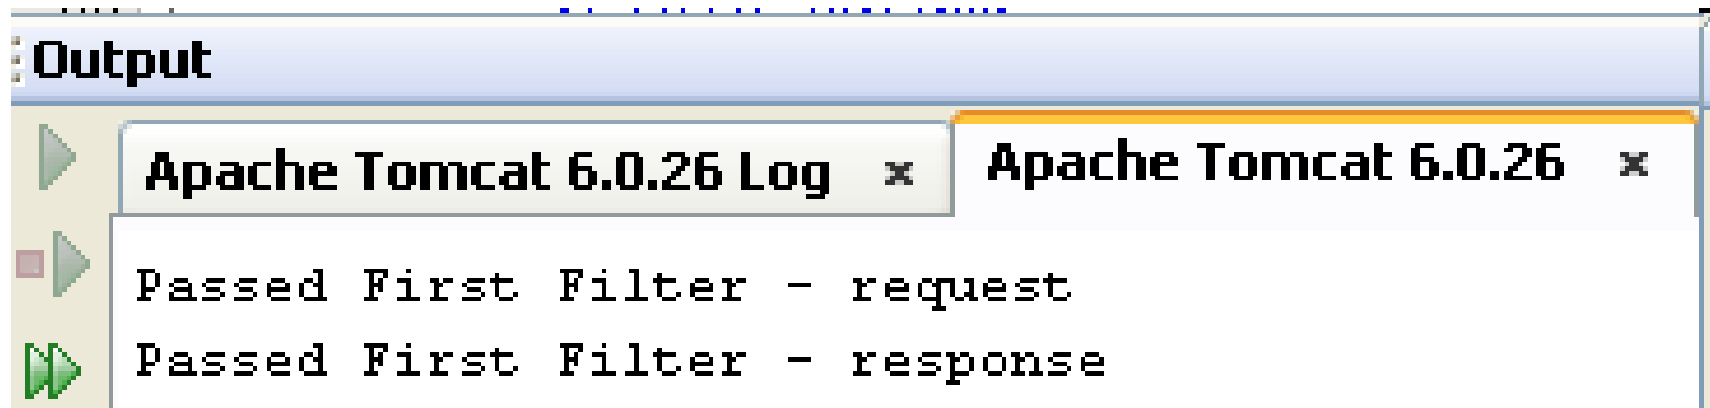 Output
Apache Tomcat 6.0.26 Log x Apache Tomcat 6.0.26 x
Passed First Filter - request
Passed First Filter - response